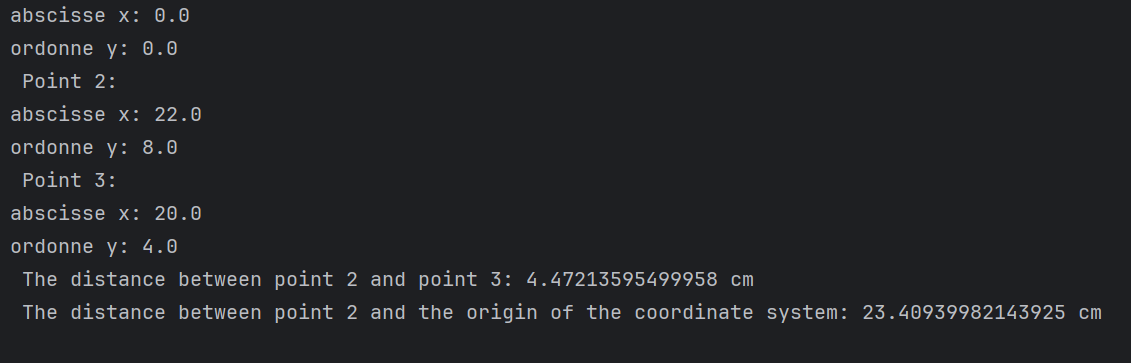 abscisse x: 0.0
ordonne y: 0.0
Point 2:
abscisse x: 22.0
ordonne y: 8.0
Point 3:
abscisse x: 20.0
ordonne y: 4.0
The distance between point 2 and point 3: 4.47213595499958 cm
The distance between point 2 and the origin of the coordinate system: 23.40939982143925 cm